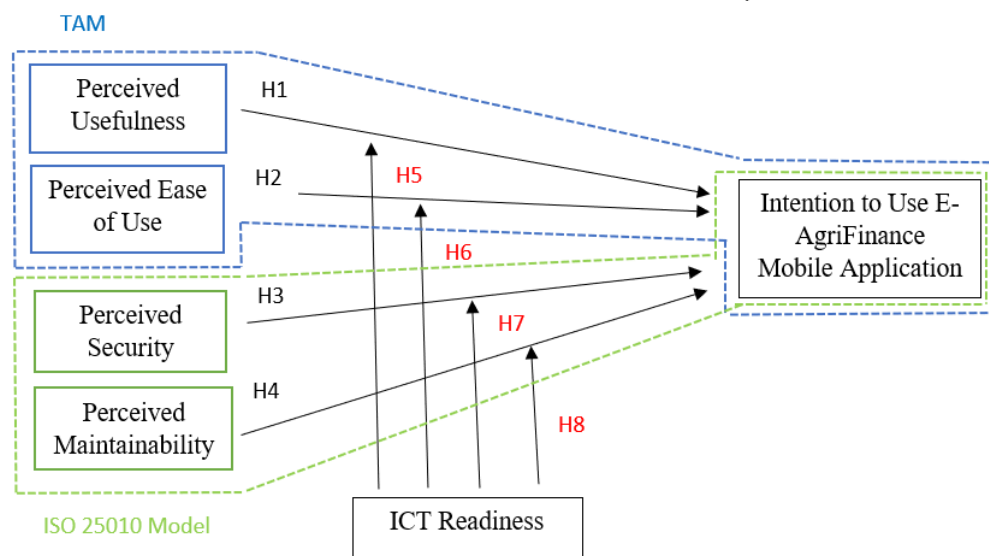 TAM
Perceived
Usefulness
H1
Perceived Ease
of Use
H2
H5
Intention to Use E-
AgriFinance
Mobile Application
H6
Perceived
Security
H3
H7
Perceived
Maintainability
H4
H8
ICT Readiness
ISO 25010 Model